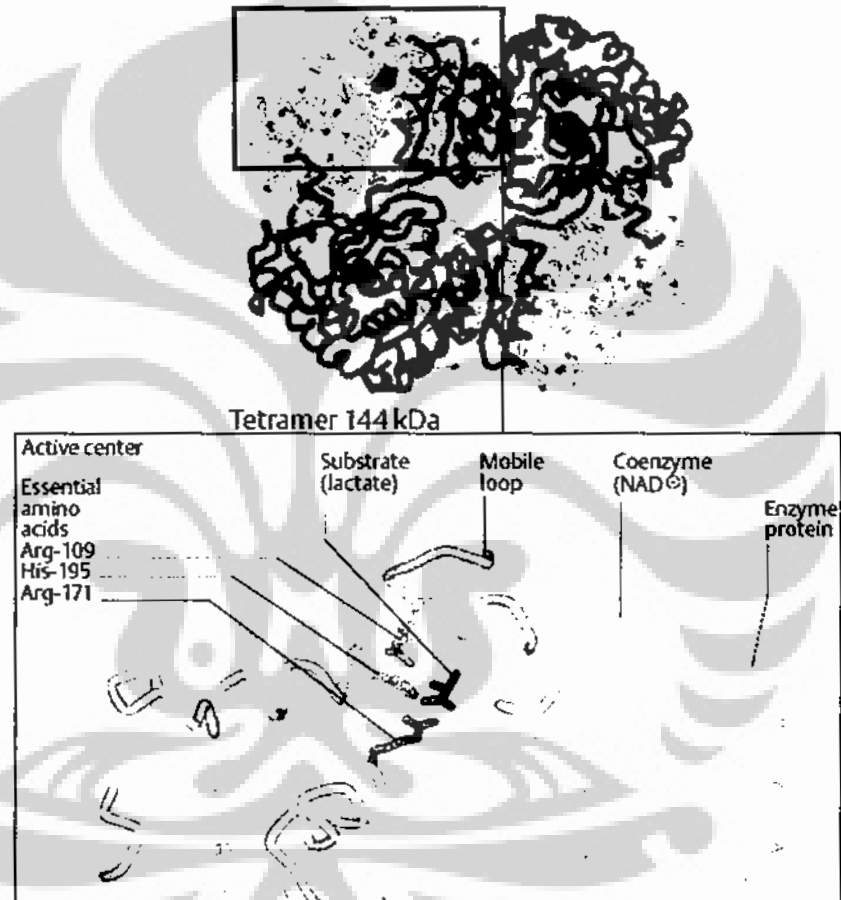 Tetramer 144 kDa
Active center
Essential
amino
acids
Arg-109
His-195
Arg-171
Substrate
(lactate)
Mobile
loop
Coenzyme
(NAD⊕)
Enzyme
protein